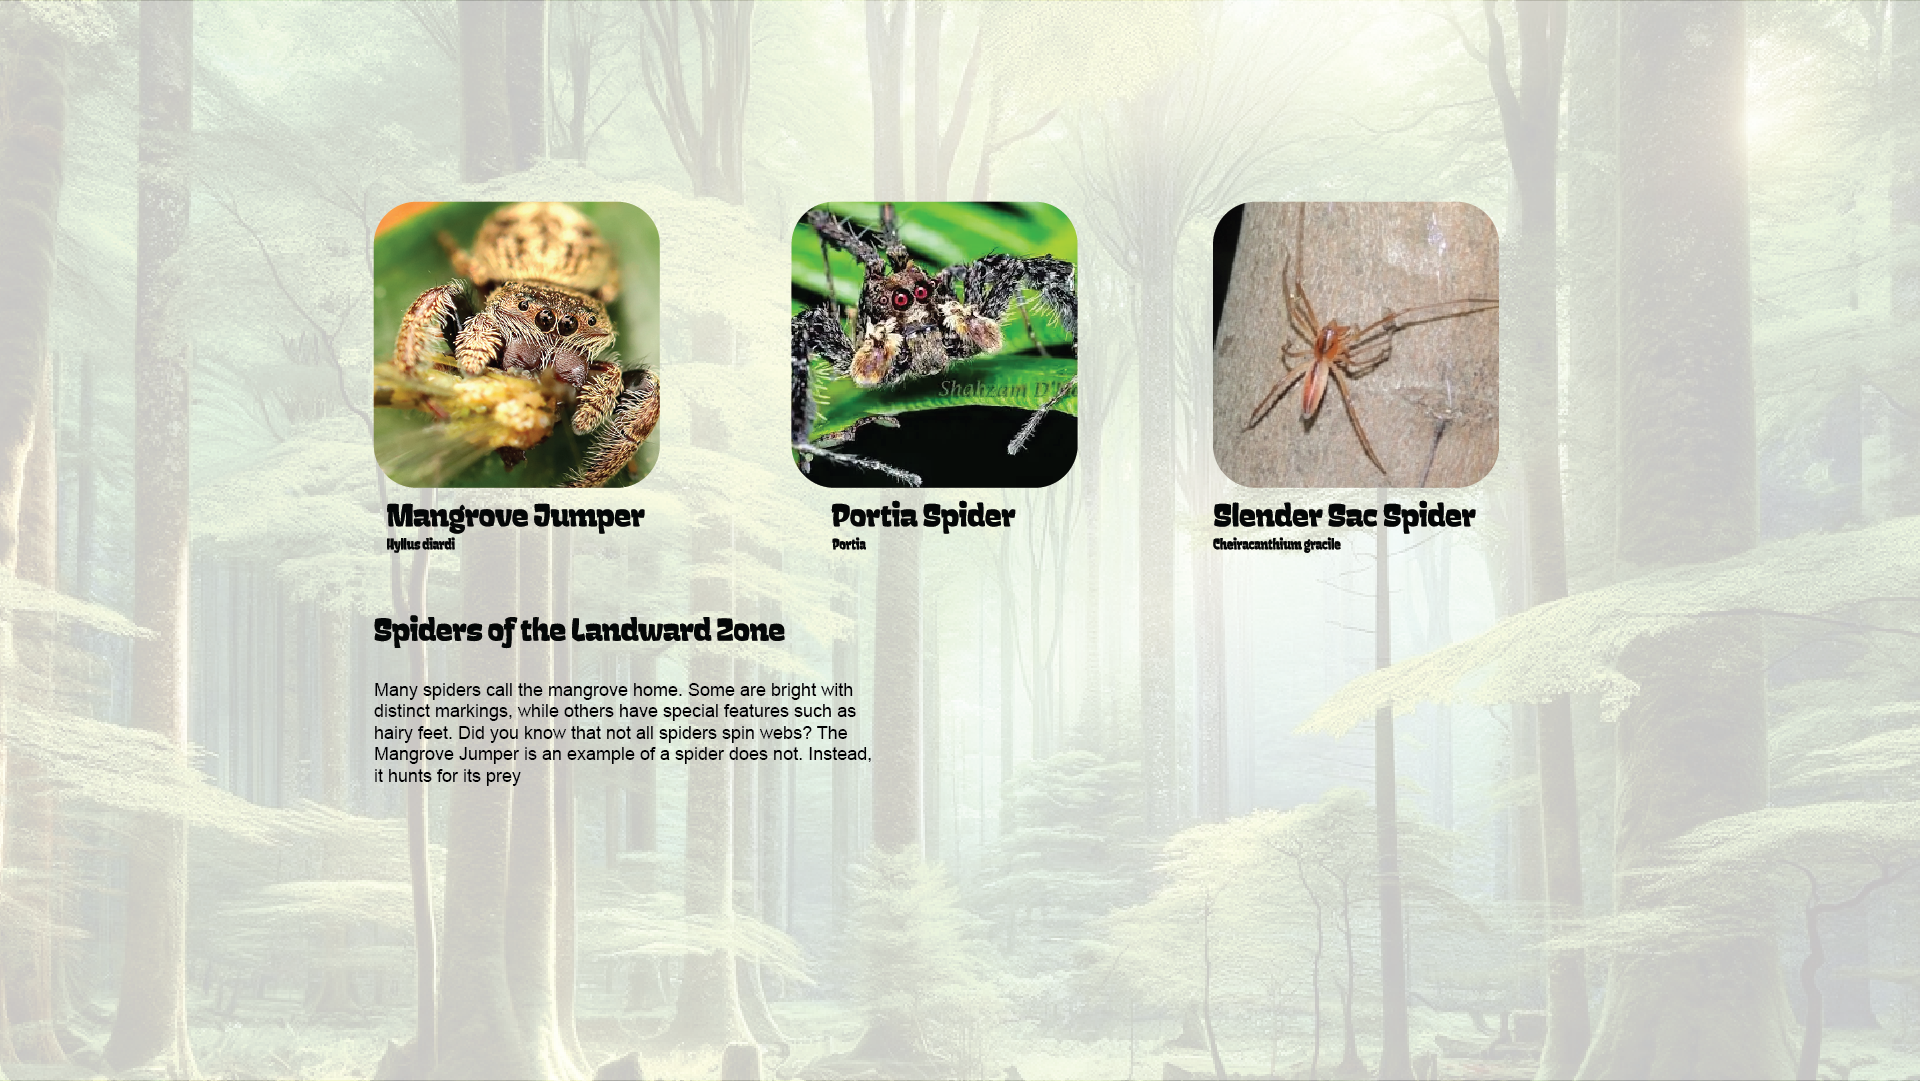 Shahzam D
Mangrove Jumper
Portia Spider
Slender Sac Spider
Hyllus diardi
Portia
Cheiracanthium gracile
Spiders of the Landward Zone
Many spiders call the mangrove home. Some are bright with
distinct markings, while others have special features such as
hairy feet. Did you know that not all spiders spin webs? The
Mangrove Jumper is an example of a spider does not. Instead,
it hunts for its prey